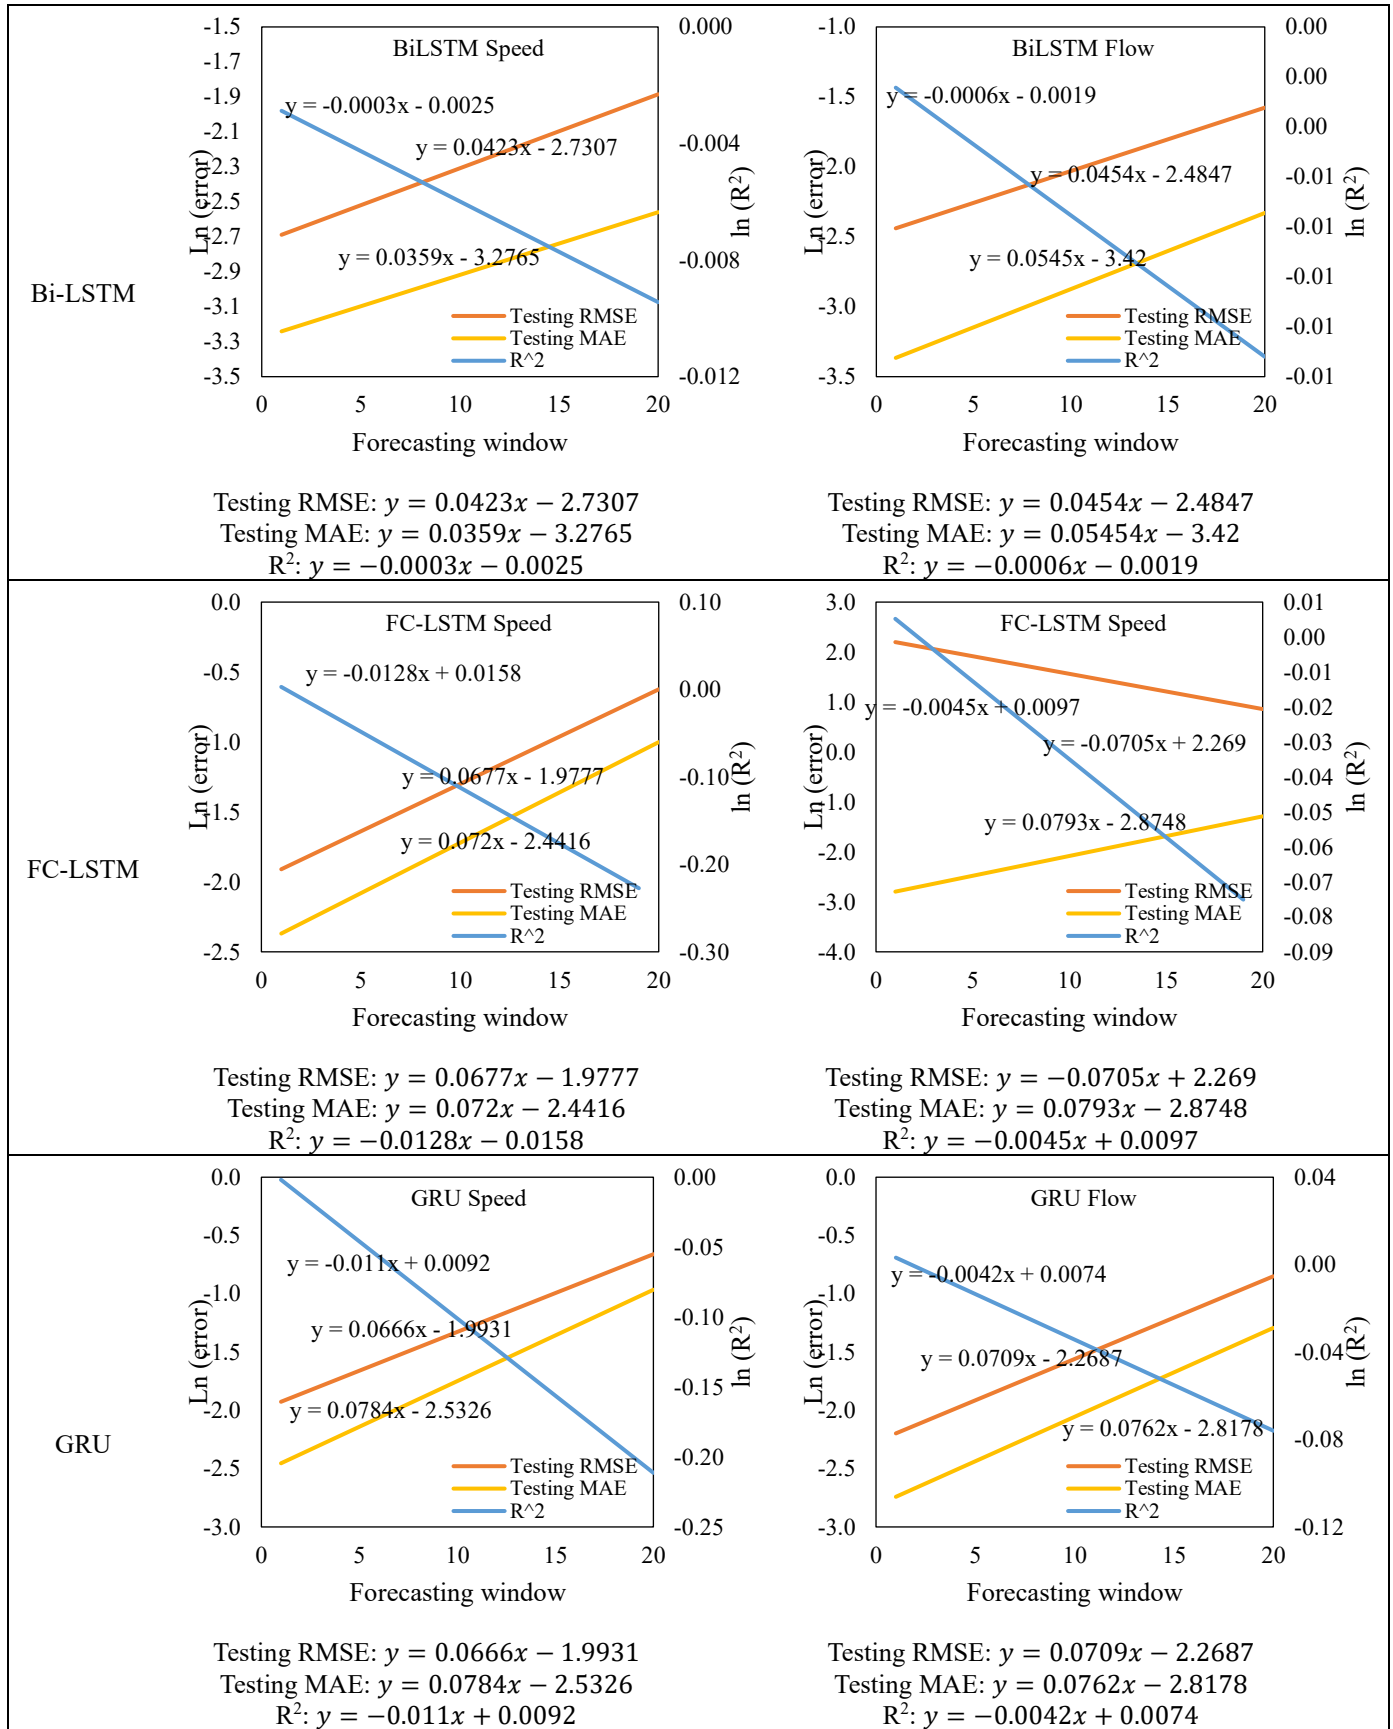 Bi-LSTM
BiLSTM Speed
-1.5
-1.7
-1.9
-2.1
-2.3
-2.5
-2.7
-2.9
-3.1
-3.3
-3.5
Ln (error)
0.000
-0.004
-0.008
-0.012
ln (R²)
y = -0.0003x - 0.0025
y = 0.0423x - 2.7307
y = 0.0359x - 3.2765
Testing RMSE
Testing MAE
R^2
0 5 10 15 20
Forecasting window
Testing RMSE: y = 0.0423x − 2.7307
Testing MAE: y = 0.0359x − 3.2765
R²: y = −0.0003x − 0.0025
BiLSTM Flow
-1.0
-1.5
-2.0
-2.5
-3.0
-3.5
Ln (error)
0.00
0.00
0.00
-0.01
-0.01
-0.01
-0.01
-0.01
ln (R²)
y = -0.0006x - 0.0019
y = 0.0454x - 2.4847
y = 0.0545x - 3.42
Testing RMSE
Testing MAE
R^2
0 5 10 15 20
Forecasting window
Testing RMSE: y = 0.0454x − 2.4847
Testing MAE: y = 0.05454x − 3.42
R²: y = −0.0006x − 0.0019
FC-LSTM
FC-LSTM Speed
0.0
-0.5
-1.0
-1.5
-2.0
-2.5
Ln (error)
0.10
0.00
-0.10
-0.20
-0.30
ln (R²)
y = -0.0128x + 0.0158
y = 0.0677x - 1.9777
y = 0.072x - 2.4416
Testing RMSE
Testing MAE
R^2
0 5 10 15 20
Forecasting window
Testing RMSE: y = 0.0677x − 1.9777
Testing MAE: y = 0.072x − 2.4416
R²: y = −0.0128x − 0.0158
FC-LSTM Speed
3.0
2.0
1.0
0.0
-1.0
-2.0
-3.0
-4.0
Ln (error)
0.01
0.00
-0.01
-0.02
-0.03
-0.04
-0.05
-0.06
-0.07
-0.08
-0.09
ln (R²)
y = -0.0045x + 0.0097
y = -0.0705x + 2.269
y = 0.0793x - 2.8748
Testing RMSE
Testing MAE
R^2
0 5 10 15 20
Forecasting window
Testing RMSE: y = −0.0705x + 2.269
Testing MAE: y = 0.0793x − 2.8748
R²: y = −0.0045x + 0.0097
GRU
GRU Speed
0.0
-0.5
-1.0
-1.5
-2.0
-2.5
-3.0
Ln (error)
0.00
-0.05
-0.10
-0.15
-0.20
-0.25
ln (R²)
y = -0.011x + 0.0092
y = 0.0666x - 1.9931
y = 0.0784x - 2.5326
Testing RMSE
Testing MAE
R^2
0 5 10 15 20
Forecasting window
Testing RMSE: y = 0.0666x − 1.9931
Testing MAE: y = 0.0784x − 2.5326
R²: y = −0.011x + 0.0092
GRU Flow
0.0
-0.5
-1.0
-1.5
-2.0
-2.5
-3.0
Ln (error)
0.04
0.00
-0.04
-0.08
-0.12
ln (R²)
y = -0.0042x + 0.0074
y = 0.0709x - 2.2687
y = 0.0762x - 2.8178
Testing RMSE
Testing MAE
R^2
0 5 10 15 20
Forecasting window
Testing RMSE: y = 0.0709x − 2.2687
Testing MAE: y = 0.0762x − 2.8178
R²: y = −0.0042x + 0.0074